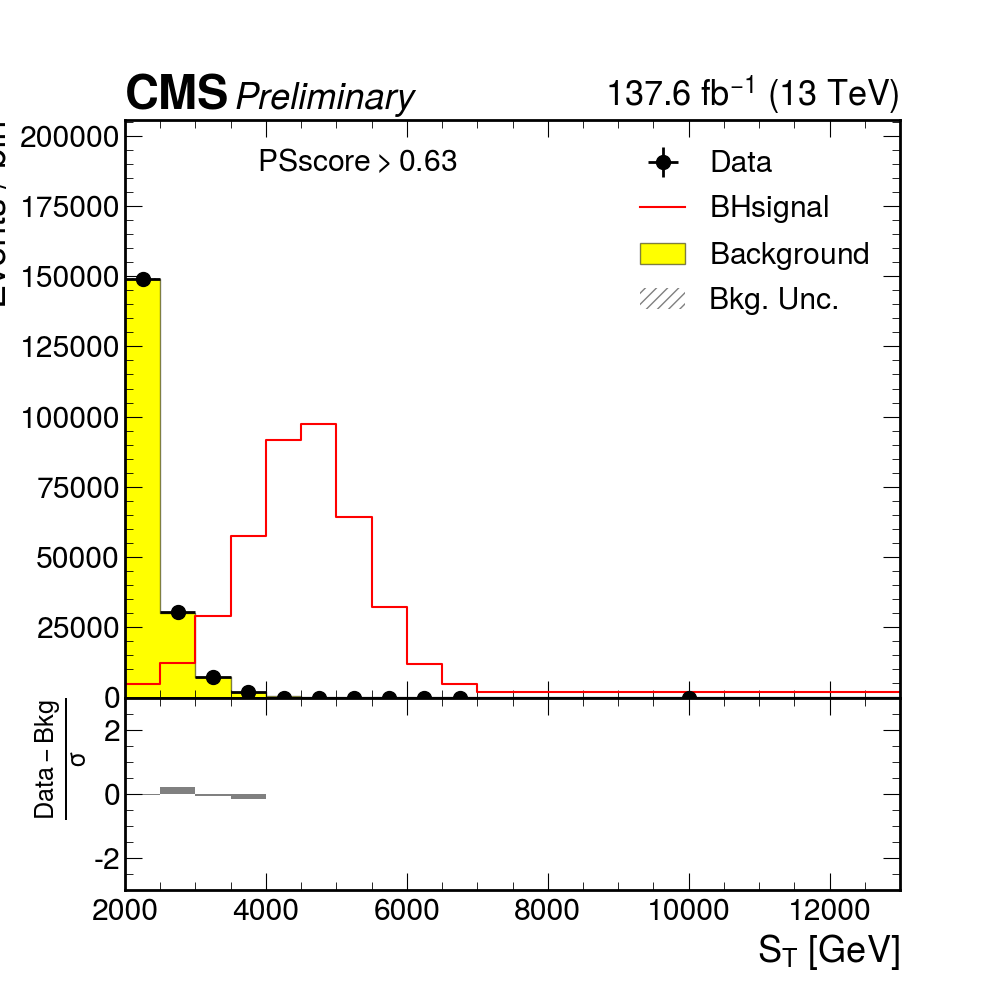 CMS Preliminary
137.6 fb⁻¹ (13 TeV)
PSscore > 0.63
Data
BHsignal
Background
Bkg. Unc.
200000
175000
150000
125000
100000
75000
50000
25000
0
Data – Bkg
σ
2
0
-2
2000 4000 6000 8000 10000 12000
S_T [GeV]